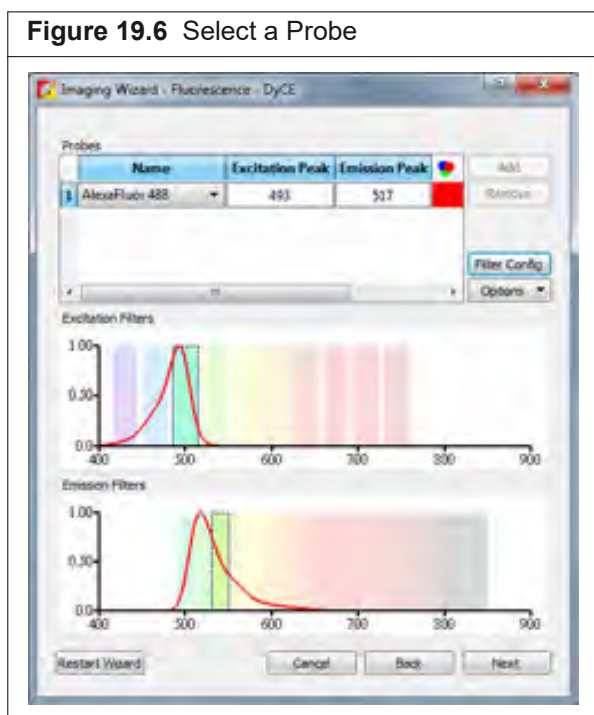 Figure 19.6 Select a Probe
Imaging Wizard - Fluorescence - DyCE
Probes
Name Excitation Peak Emission Peak Add
1 AlexaFluor 488 493 517 Remove
Filter Config
Options
Excitation Filters
1.00
0.50
0.0
400 500 600 700 800 900
Emission Filters
1.00
0.50
0.0
400 500 600 700 800 900
Restart Wizard Cancel Back Next